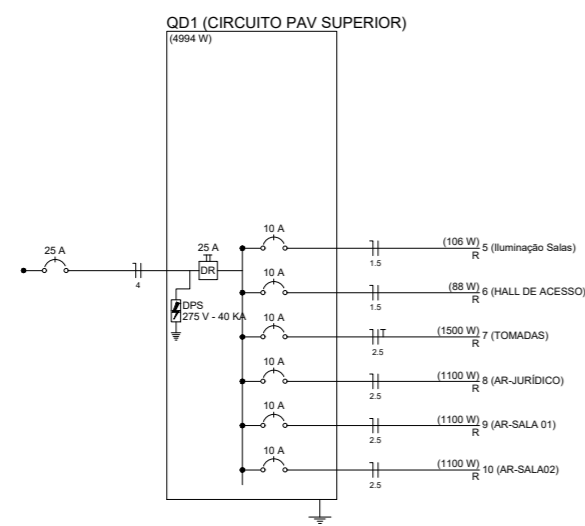 QD1 (CIRCUITO PAV SUPERIOR)
(4994 W)
25 A
4
25 A
DR
DPS
275 V - 40 KA
10 A
1.5
(106 W)
R
5 (Iluminação Salas)
10 A
1.5
(88 W)
R
6 (HALL DE ACESSO)
10 A
2.5
(1500 W)
R
7 (TOMADAS)
10 A
2.5
(1100 W)
R
8 (AR-JURÍDICO)
10 A
2.5
(1100 W)
R
9 (AR-SALA 01)
10 A
2.5
(1100 W)
R
10 (AR-SALA02)